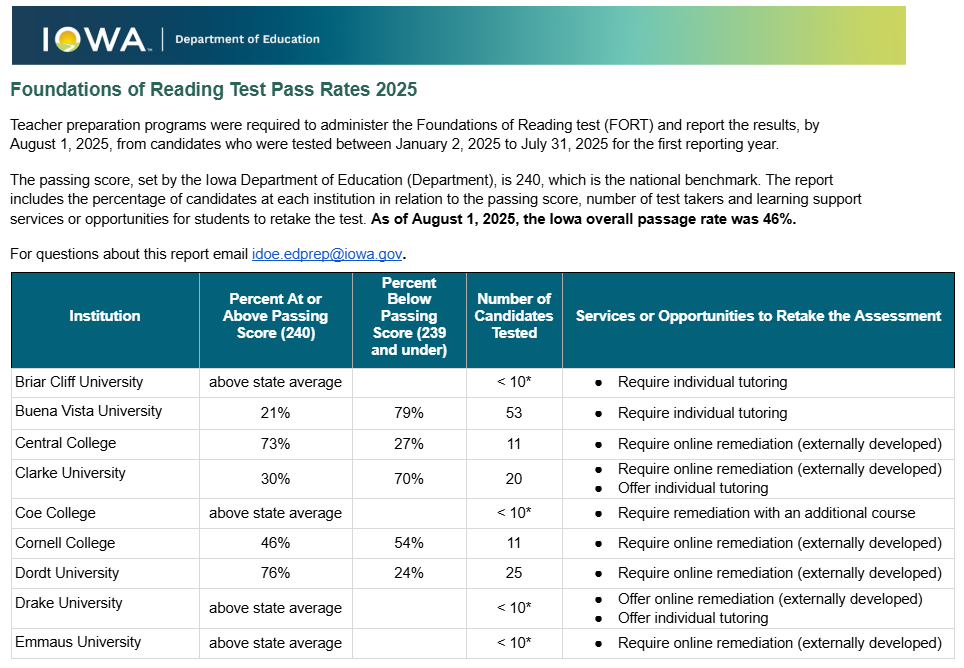 IOWA™ | Department of Education
Foundations of Reading Test Pass Rates 2025
Teacher preparation programs were required to administer the Foundations of Reading test (FORT) and report the results, by
August 1, 2025, from candidates who were tested between January 2, 2025 to July 31, 2025 for the first reporting year.
The passing score, set by the Iowa Department of Education (Department), is 240, which is the national benchmark. The report
includes the percentage of candidates at each institution in relation to the passing score, number of test takers and learning support
services or opportunities for students to retake the test. As of August 1, 2025, the Iowa overall passage rate was 46%.
For questions about this report email idoe.edprep@iowa.gov.
Institution
Percent At or
Above Passing
Score (240)
Percent
Below
Passing
Score (239
and under)
Number of
Candidates
Tested
Services or Opportunities to Retake the Assessment
Briar Cliff University above state average < 10* ● Require individual tutoring
Buena Vista University 21% 79% 53 ● Require individual tutoring
Central College 73% 27% 11 ● Require online remediation (externally developed)
Clarke University 30% 70% 20 ● Require online remediation (externally developed)
● Offer individual tutoring
Coe College above state average < 10* ● Require remediation with an additional course
Cornell College 46% 54% 11 ● Require online remediation (externally developed)
Dordt University 76% 24% 25 ● Require online remediation (externally developed)
Drake University above state average < 10* ● Offer online remediation (externally developed)
● Offer individual tutoring
Emmaus University above state average < 10* ● Require online remediation (externally developed)